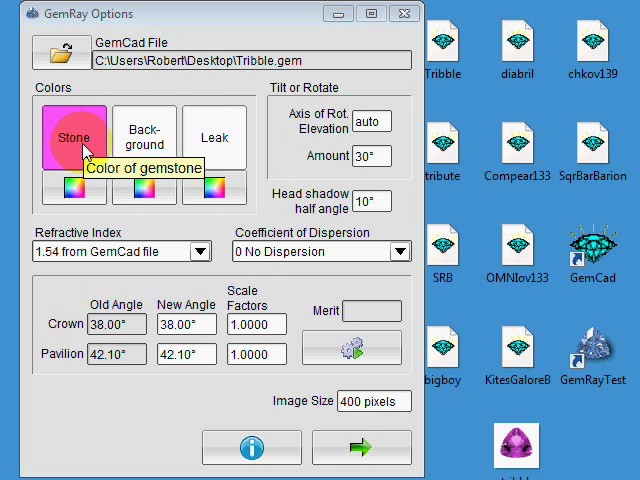 GemRay Options
GemCad File
C:\Users\Robert\Desktop\Tribble.gem
Colors
Stone
Back-
ground
Leak
Color of gemstone
Tilt or Rotate
Axis of Rot.
Elevation
auto
Amount
30°
Head shadow
half angle
10°
Refractive Index
1.54 from GemCad file
Coefficient of Dispersion
0 No Dispersion
Old Angle
New Angle
Scale
Factors
Crown
38.00°
38.00°
1.0000
Pavilion
42.10°
42.10°
1.0000
Merit
Image Size
400 pixels
Tribble
diabril
chkov139
tribute
Compear133
SqrBarBarion
SRB
OMNIov133
GemCad
bigboy
KitesGaloreB
GemRayTest